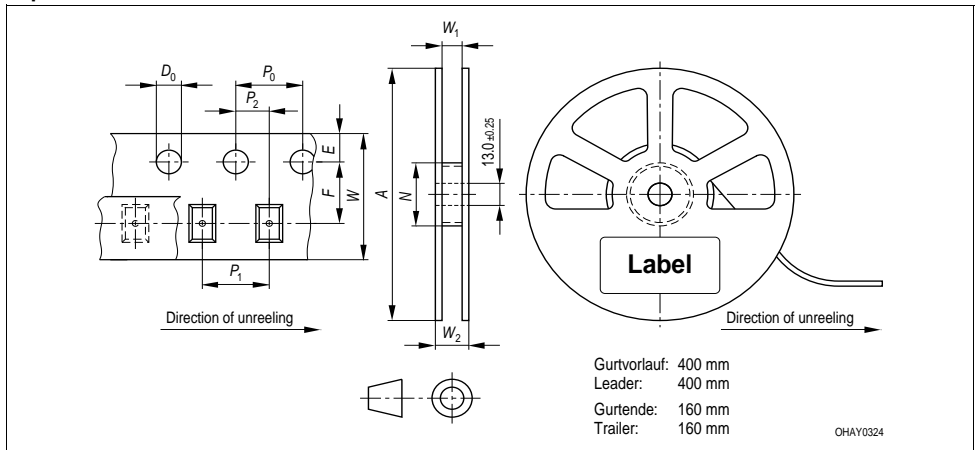 W1
D0
P0
P2
13.0 ±0.25
E
F
W
A
N
Label
P1
Direction of unreeling
Direction of unreeling
W2
Gurtvorlauf: 400 mm
Leader: 400 mm
Gurtende: 160 mm
Trailer: 160 mm
OHAY0324